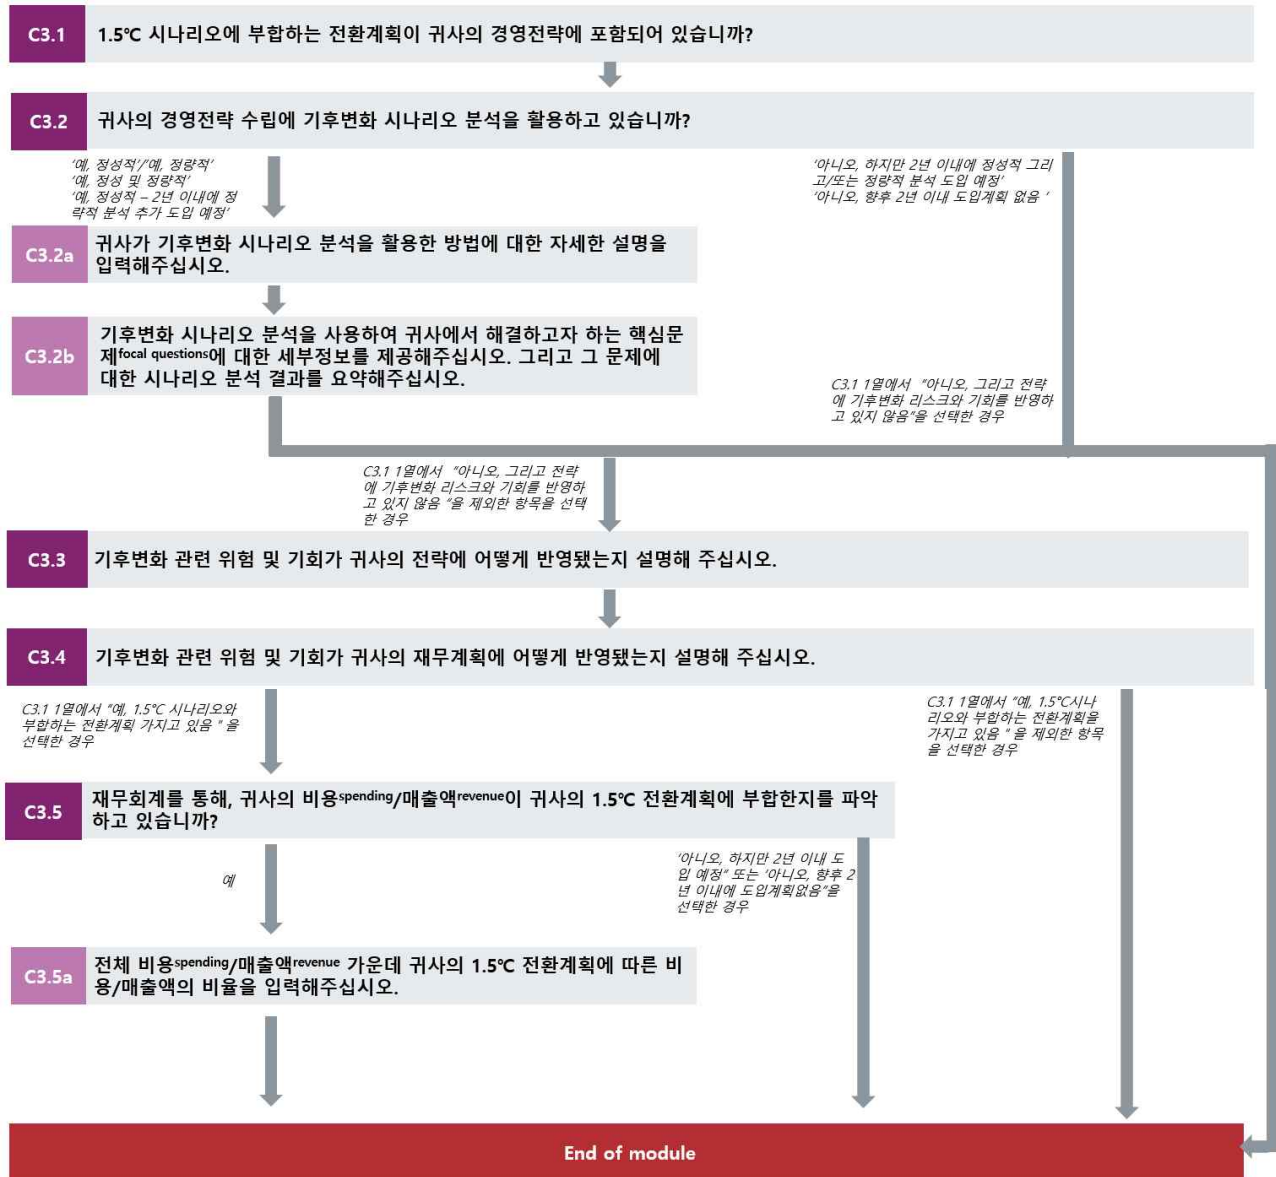 C3.1
1.5℃ 시나리오에 부합하는 전환계획이 귀사의 경영전략에 포함되어 있습니까?
C3.2
귀사의 경영전략 수립에 기후변화 시나리오 분석을 활용하고 있습니까?
'예, 정성적'/'예, 정량적'
'예, 정성 및 정량적'
'예, 정성적 – 2년 이내에 정
량적 분석 추가 도입 예정'
'아니오, 하지만 2년 이내에 정성적 그리
고/또는 정량적 분석 도입 예정'
'아니오, 향후 2년 이내 도입계획 없음 '
C3.2a
귀사가 기후변화 시나리오 분석을 활용한 방법에 대한 자세한 설명을
입력해주십시오.
C3.2b
기후변화 시나리오 분석을 사용하여 귀사에서 해결하고자 하는 핵심문
제focal questions에 대한 세부정보를 제공해주십시오. 그리고 그 문제에
대한 시나리오 분석 결과를 요약해주십시오.
C3.1 1열에서 "아니오, 그리고 전략
에 기후변화 리스크와 기회를 반영하
고 있지 않음"을 선택한 경우
C3.1 1열에서 "아니오, 그리고 전략
에 기후변화 리스크와 기회를 반영하
고 있지 않음 "을 제외한 항목을 선택
한 경우
C3.3
기후변화 관련 위험 및 기회가 귀사의 전략에 어떻게 반영됐는지 설명해 주십시오.
C3.4
기후변화 관련 위험 및 기회가 귀사의 재무계획에 어떻게 반영됐는지 설명해 주십시오.
C3.1 1열에서 "예, 1.5°C 시나리오와
부합하는 전환계획 가지고 있음 " 을
선택한 경우
C3.1 1열에서 "예, 1.5°C시나
리오와 부합하는 전환계획을
가지고 있음 " 을 제외한 항목
을 선택한 경우
C3.5
재무회계를 통해, 귀사의 비용spending/매출액revenue이 귀사의 1.5℃ 전환계획에 부합한지를 파악
하고 있습니까?
예
'아니오, 하지만 2년 이내 도
입 예정" 또는 '아니오, 향후 2
년 이내에 도입계획없음"을
선택한 경우
C3.5a
전체 비용spending/매출액revenue 가운데 귀사의 1.5℃ 전환계획에 따른 비
용/매출액의 비율을 입력해주십시오.
End of module